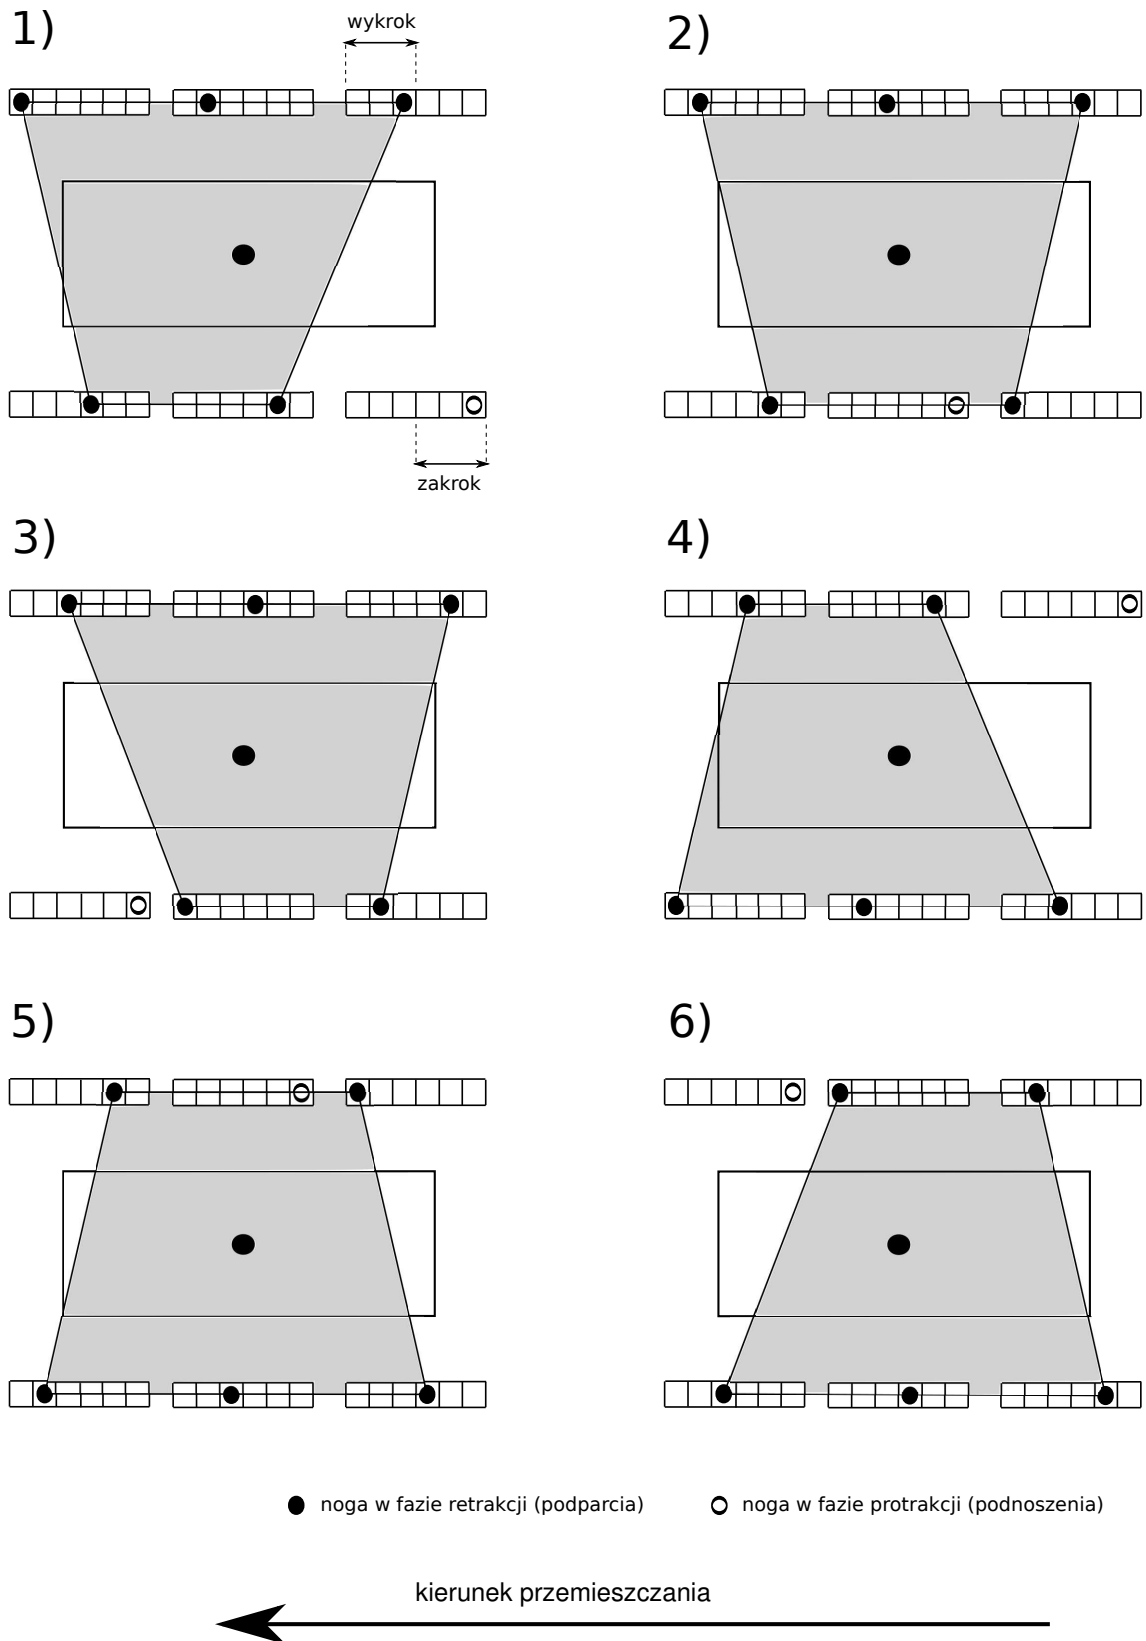 1)
wykrok
2)
zakrok
3)
4)
5)
6)
noga w fazie retrakcji (podparcia)
noga w fazie protrakcji (podnoszenia)
kierunek przemieszczania